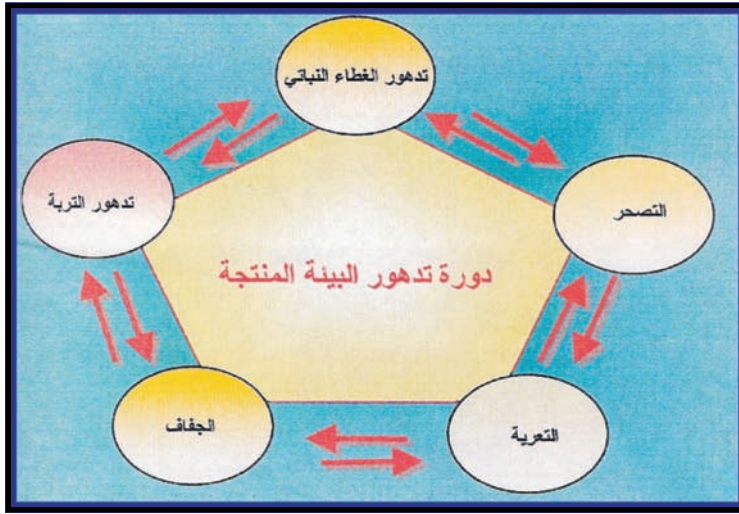 تدهور الغطاء النباتي
التصحر
تدهور التربة
دورة تدهور البيئة المنتجة
التعرية
الجفاف